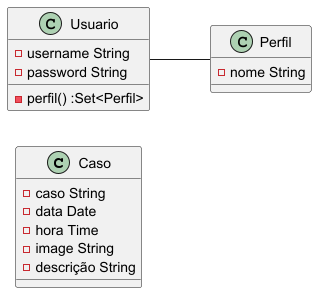 C Usuario
username String
password String
perfil() :Set<Perfil>
C Perfil
nome String
C Caso
caso String
data Date
hora Time
image String
descrição String